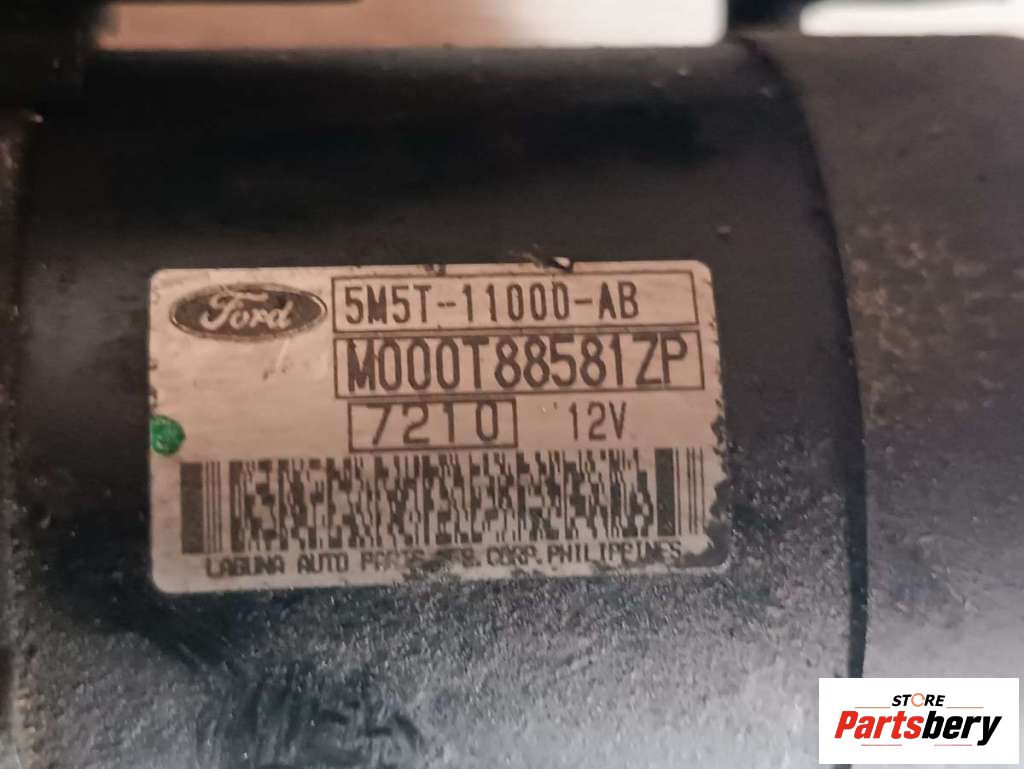 Ford
5M5T-11000-AB
M000T88581ZP
7210 12V
LAGUNA AUTO PARTS MFG.CORP.PHILIPPINES
STORE
Partsbery